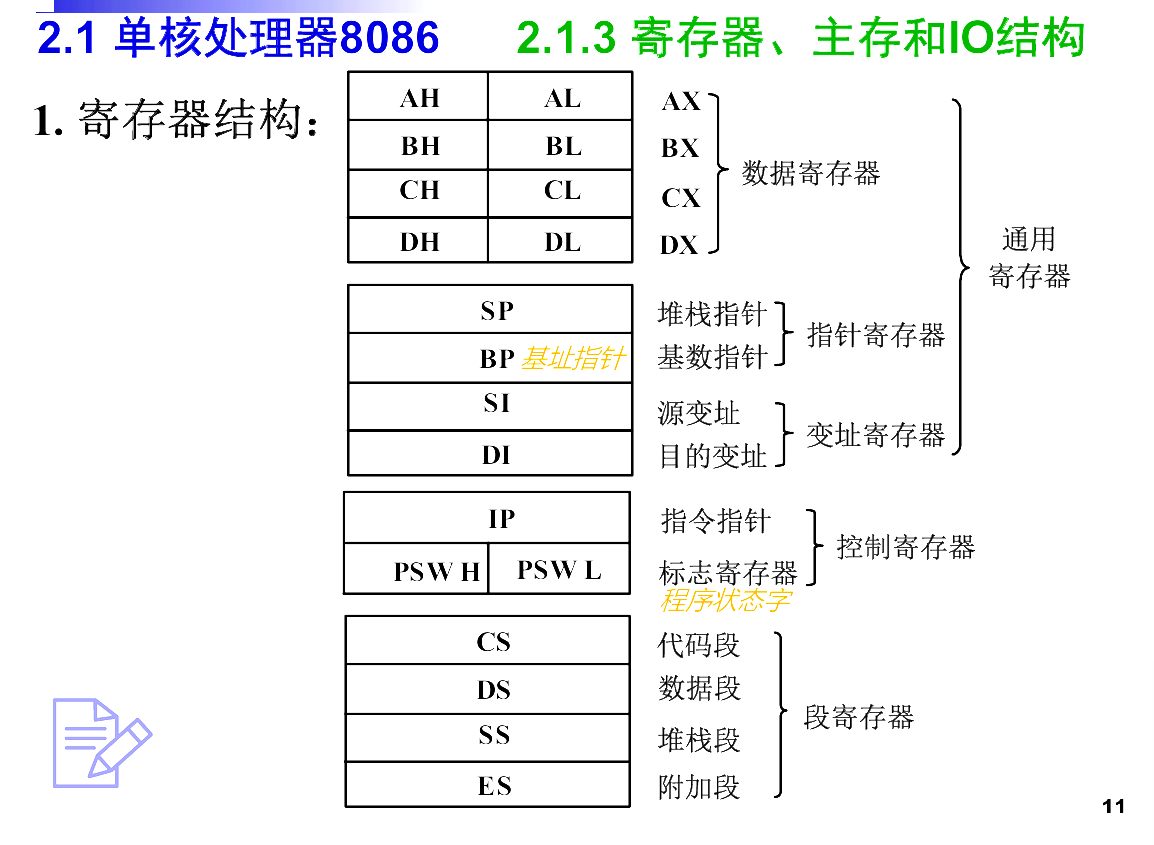 2.1 单核处理器8086 2.1.3 寄存器、主存和IO结构
1. 寄存器结构：
AH AL AX
BH BL BX
数据寄存器
CH CL CX
DH DL DX
通用
寄存器
SP 堆栈指针
指针寄存器
BP 基址指针 基数指针
SI 源变址
变址寄存器
DI 目的变址
IP 指令指针
控制寄存器
PSW H PSW L 标志寄存器
程序状态字
CS 代码段
DS 数据段
段寄存器
SS 堆栈段
ES 附加段
11